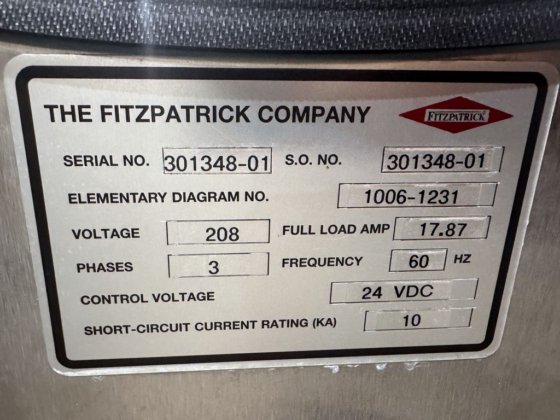 THE FITZPATRICK COMPANY FITZPATRICK
SERIAL NO. 301348-01 S.O. NO. 301348-01
ELEMENTARY DIAGRAM NO. 1006-1231
VOLTAGE 208 FULL LOAD AMP 17.87
PHASES 3 FREQUENCY 60 HZ
CONTROL VOLTAGE 24 VDC
SHORT-CIRCUIT CURRENT RATING (KA) 10